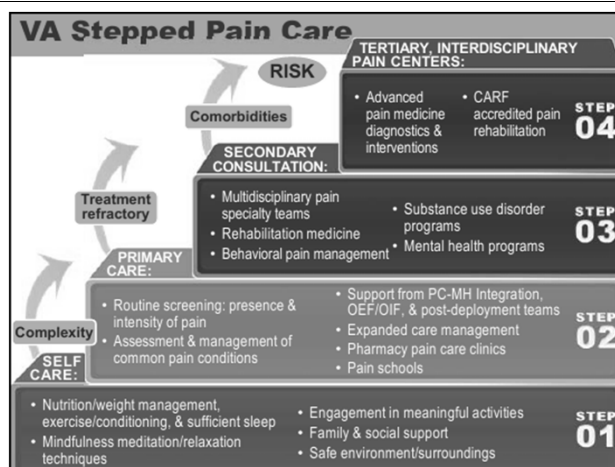 VA Stepped Pain Care
RISK
TERTIARY, INTERDISCIPLINARY
PAIN CENTERS:
• Advanced
pain medicine
diagnostics &
interventions
• CARF
accredited pain
rehabilitation
STEP
04
Comorbidities
SECONDARY
CONSULTATION:
• Multidisciplinary pain
specialty teams
• Rehabilitation medicine
• Behavioral pain management
• Substance use disorder
programs
• Mental health programs
STEP
03
Treatment
refractory
PRIMARY
CARE:
• Routine screening: presence &
intensity of pain
• Assessment & management of
common pain conditions
• Support from PC-MH Integration,
OEF/OIF, & post-deployment teams
• Expanded care management
• Pharmacy pain care clinics
• Pain schools
STEP
02
Complexity
SELF
CARE:
• Nutrition/weight management,
exercise/conditioning, & sufficient sleep
• Mindfulness meditation/relaxation
techniques
• Engagement in meaningful activities
• Family & social support
• Safe environment/surroundings
STEP
01